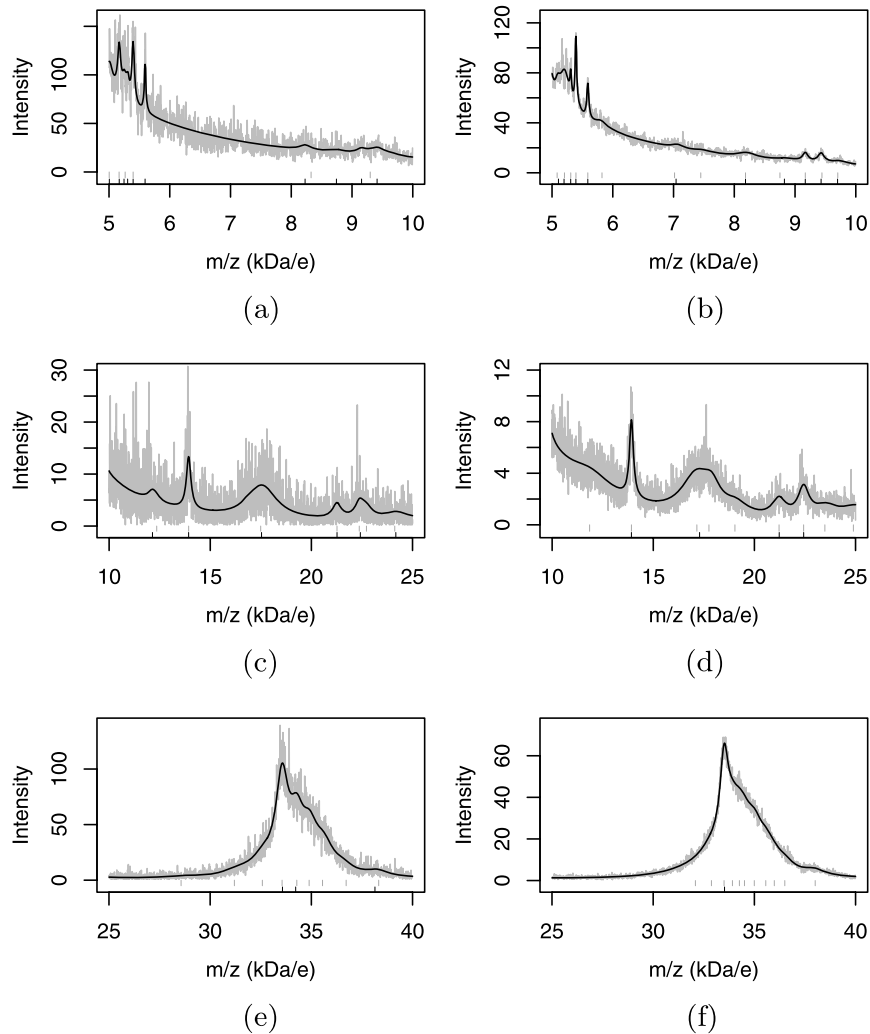 Intensity
0 50 100
5 6 7 8 9 10
m/z (kDa/e)
(a)
Intensity
0 40 80 120
5 6 7 8 9 10
m/z (kDa/e)
(b)
Intensity
0 10 20 30
10 15 20 25
m/z (kDa/e)
(c)
Intensity
0 4 8 12
10 15 20 25
m/z (kDa/e)
(d)
Intensity
0 50 100
25 30 35 40
m/z (kDa/e)
(e)
Intensity
0 20 40 60
25 30 35 40
m/z (kDa/e)
(f)